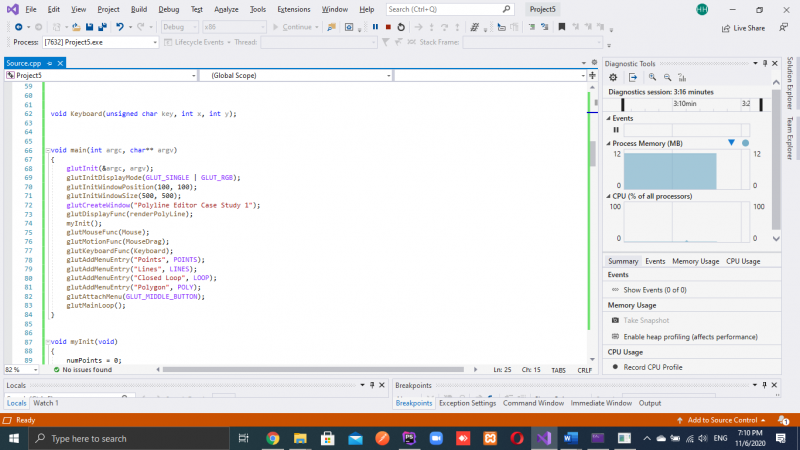 File Edit View Project Build Debug Test Analyze Tools Extensions Window Help Search (Ctrl+Q) Project5 HH
Debug x86 Continue Live Share
Process: [7632] Project5.exe Lifecycle Events Thread: Stack Frame:
Source.cpp
Project5 (Global Scope)
59
60
61
62 void Keyboard(unsigned char key, int x, int y);
63
64
65
66 void main(int argc, char** argv)
67 {
68 glutInit(&argc, argv);
69 glutInitDisplayMode(GLUT_SINGLE | GLUT_RGB);
70 glutInitWindowPosition(100, 100);
71 glutInitWindowSize(500, 500);
72 glutCreateWindow("Polyline Editor Case Study 1");
73 glutDisplayFunc(renderPolyLine);
74 myInit();
75 glutMouseFunc(Mouse);
76 glutMotionFunc(MouseDrag);
77 glutKeyboardFunc(Keyboard);
78 glutAddMenuEntry("Points", POINTS);
79 glutAddMenuEntry("Lines", LINES);
80 glutAddMenuEntry("Closed Loop", LOOP);
81 glutAddMenuEntry("Polygon", POLY);
82 glutAttachMenu(GLUT_MIDDLE_BUTTON);
83 glutMainLoop();
84 }
85
86
87 void myInit(void)
88 {
89 numPoints = 0;
82 % No issues found Ln: 25 Ch: 15 TABS CRLF
Diagnostic Tools
Diagnostics session: 3:16 minutes
3:10min 3:2
Events
Process Memory (MB)
12 12
0 0
CPU (% of all processors)
100 100
0 0
Summary Events Memory Usage CPU Usage
Events
Show Events (0 of 0)
Memory Usage
Take Snapshot
Enable heap profiling (affects performance)
CPU Usage
Record CPU Profile
Solution Explorer
Team Explorer
Locals
Locals Watch 1
Breakpoints
Breakpoints Exception Settings Command Window Immediate Window Output
Ready Add to Source Control
Type here to search
7:10 PM
11/6/2020